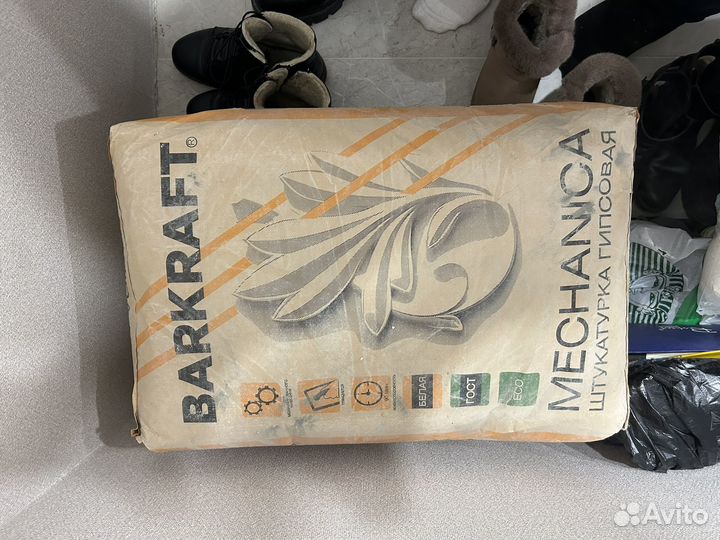 BARKRAFT®
БЕЛАЯ
ГОСТ
ECO
MECHANICA
ШТУКАТУРКА ГИПСОВАЯ
Avito